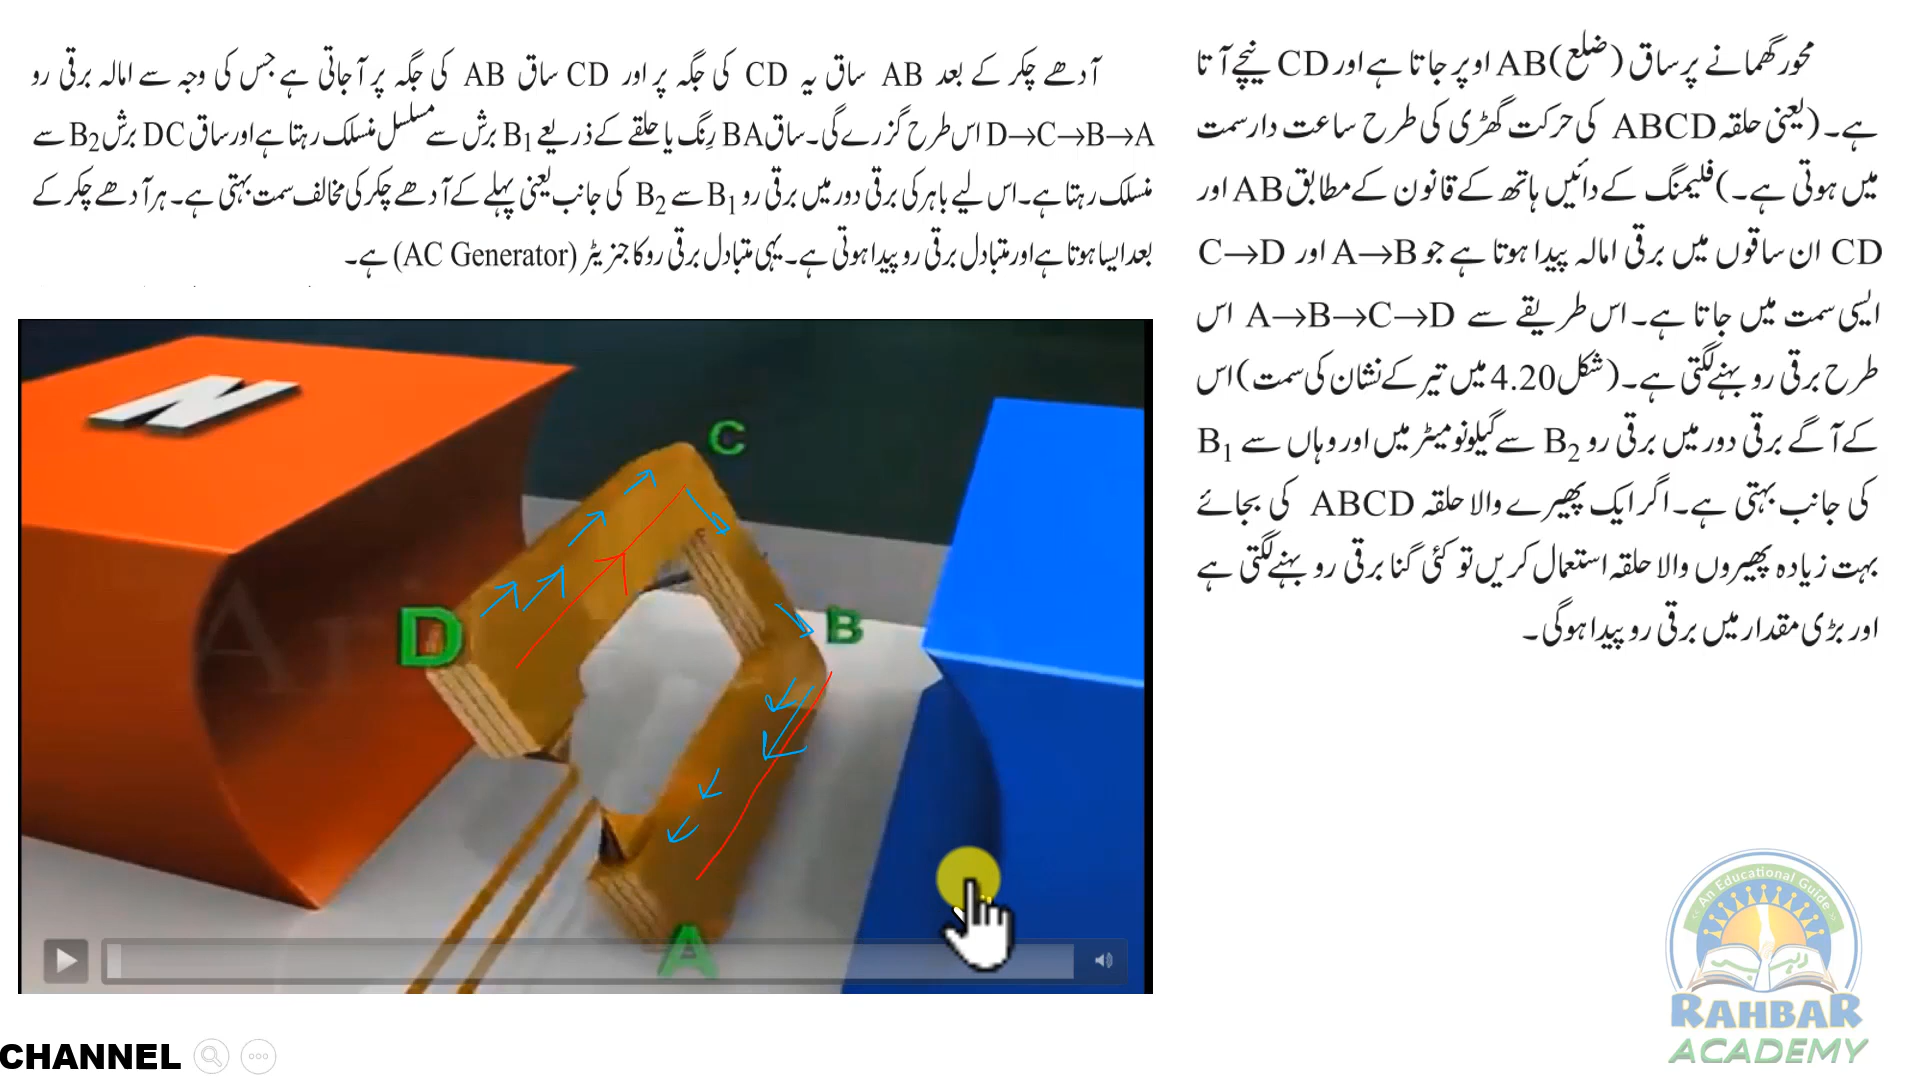 محور گھمانے پر ساق (ضلع) AB اوپر جاتا ہے اور CD نیچے آتا
ہے۔ (یعنی حلقہ ABCD کی حرکت گھڑی کی طرح ساعت دار سمت
میں ہوتی ہے۔) فلیمنگ کے دائیں ہاتھ کے قانون کے مطابق AB اور
CD ان ساقوں میں برقی امالہ پیدا ہوتا ہے جو A→B اور C→D
ایسی سمت میں جاتا ہے۔ اس طریقے سے A→B→C→D اس
طرح برقی رو بہنے لگتی ہے۔ (شکل 4.20 میں تیر کے نشان کی سمت) اس
کے آگے برقی دور میں برقی رو B2 سے گیلونومیٹر میں اور وہاں سے B1
کی جانب بہتی ہے۔ اگر ایک پھیرے والا حلقہ ABCD کی بجائے
بہت زیادہ پھیروں والا حلقہ استعمال کریں تو کئی گنا برقی رو بہنے لگتی ہے
اور بڑی مقدار میں برقی رو پیدا ہوگی۔
آدھے چکر کے بعد AB ساق یہ CD کی جگہ پر اور CD ساق AB کی جگہ پر آ جاتی ہے جس کی وجہ سے امالہ برقی رو
D→C→B→A اس طرح گزرے گی۔ ساق BA رِنگ یا حلقے کے ذریعے B1 برش سے مسلسل منسلک رہتا ہے اور ساق DC برش B2 سے
منسلک رہتا ہے۔ اس لیے باہر کی برقی دور میں برقی رو B1 سے B2 کی جانب یعنی پہلے کے آدھے چکر کی مخالف سمت بہتی ہے۔ ہر آدھے چکر کے
بعد ایسا ہوتا ہے اور متبادل برقی رو پیدا ہوتی ہے۔ یہی متبادل برقی رو کا جنریٹر (AC Generator) ہے۔
N
C
D
B
A
An Educational Guide
رہبر
RAHBAR
ACADEMY
CHANNEL